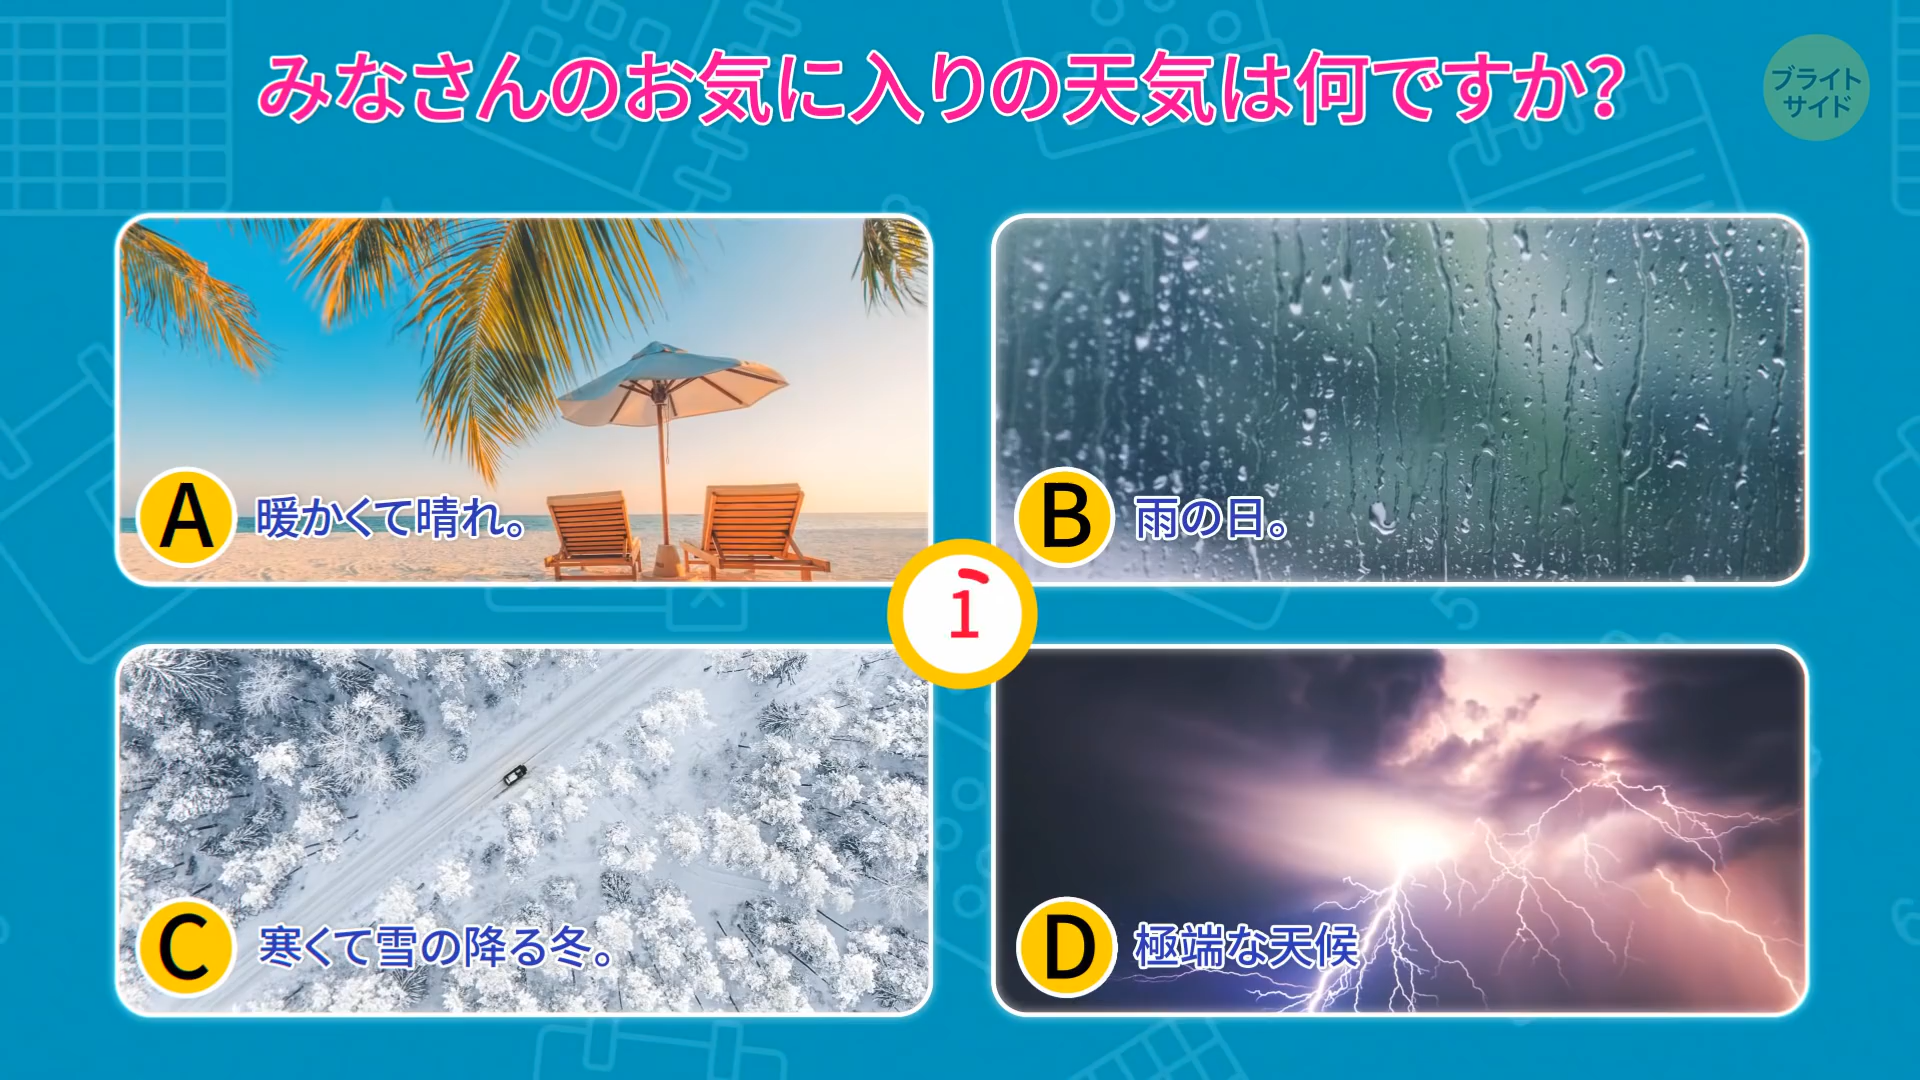 みなさんのお気に入りの天気は何ですか?
ブライト
サイド
A 暖かくて晴れ。
B 雨の日。
1
C 寒くて雪の降る冬。
D 極端な天候